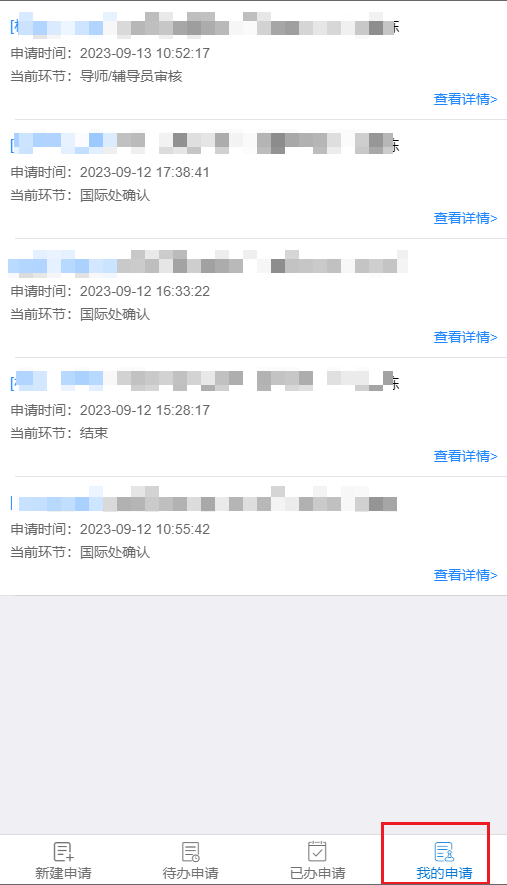 申请时间：2023-09-13 10:52:17
当前环节：导师/辅导员审核
查看详情>
申请时间：2023-09-12 17:38:41
当前环节：国际处确认
查看详情>
申请时间：2023-09-12 16:33:22
当前环节：国际处确认
查看详情>
申请时间：2023-09-12 15:28:17
当前环节：结束
查看详情>
申请时间：2023-09-12 10:55:42
当前环节：国际处确认
查看详情>
新建申请
待办申请
已办申请
我的申请